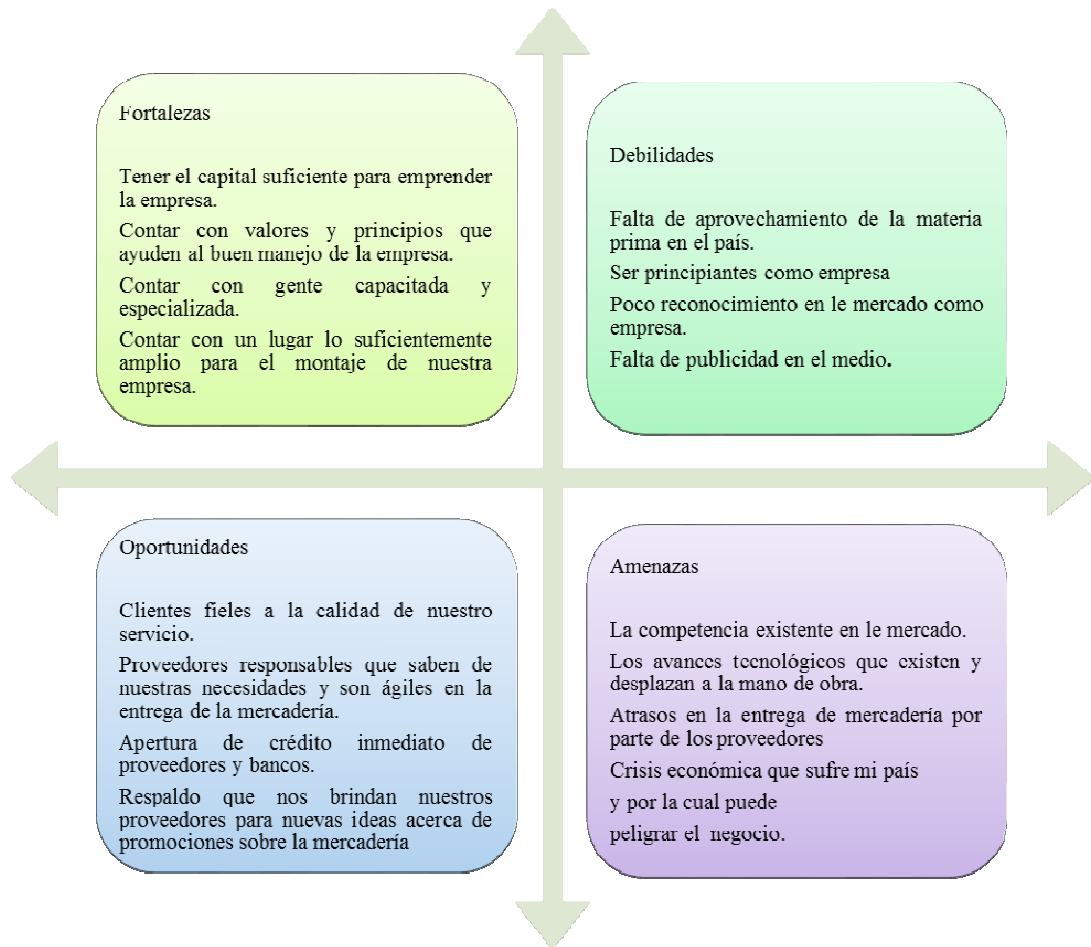 Fortalezas
Tener el capital suficiente para emprender
la empresa.
Contar con valores y principios que
ayuden al buen manejo de la empresa.
Contar con gente capacitada y
especializada.
Contar con un lugar lo suficientemente
amplio para el montaje de nuestra
empresa.
Debilidades
Falta de aprovechamiento de la materia
prima en el país.
Ser principiantes como empresa
Poco reconocimiento en le mercado como
empresa.
Falta de publicidad en el medio.
Oportunidades
Clientes fieles a la calidad de nuestro
servicio.
Proveedores responsables que saben de
nuestras necesidades y son ágiles en la
entrega de la mercadería.
Apertura de crédito inmediato de
proveedores y bancos.
Respaldo que nos brindan nuestros
proveedores para nuevas ideas acerca de
promociones sobre la mercadería
Amenazas
La competencia existente en le mercado.
Los avances tecnológicos que existen y
desplazan a la mano de obra.
Atrasos en la entrega de mercadería por
parte de los proveedores
Crisis económica que sufre mi país
y por la cual puede
peligrar el negocio.